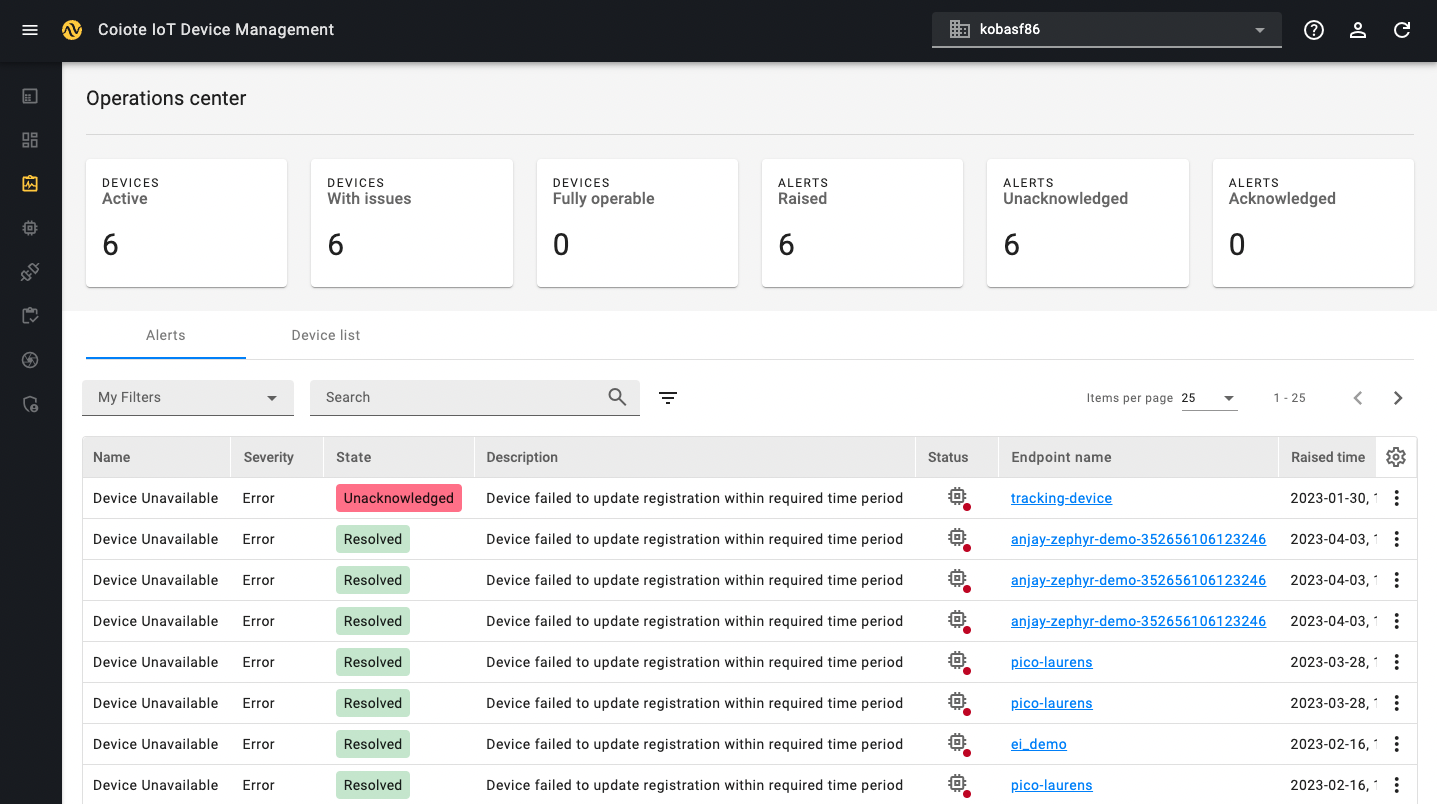 Coiote IoT Device Management
kobasf86
Operations center
DEVICES
Active
6
DEVICES
With issues
6
DEVICES
Fully operable
0
ALERTS
Raised
6
ALERTS
Unacknowledged
6
ALERTS
Acknowledged
0
Alerts Device list
My Filters Search Items per page 25 1 - 25
Name Severity State Description Status Endpoint name Raised time
Device Unavailable Error Unacknowledged Device failed to update registration within required time period tracking-device 2023-01-30,
Device Unavailable Error Resolved Device failed to update registration within required time period anjay-zephyr-demo-352656106123246 2023-04-03,
Device Unavailable Error Resolved Device failed to update registration within required time period anjay-zephyr-demo-352656106123246 2023-04-03,
Device Unavailable Error Resolved Device failed to update registration within required time period anjay-zephyr-demo-352656106123246 2023-04-03,
Device Unavailable Error Resolved Device failed to update registration within required time period pico-laurens 2023-03-28,
Device Unavailable Error Resolved Device failed to update registration within required time period pico-laurens 2023-03-28,
Device Unavailable Error Resolved Device failed to update registration within required time period ei_demo 2023-02-16,
Device Unavailable Error Resolved Device failed to update registration within required time period pico-laurens 2023-02-16,